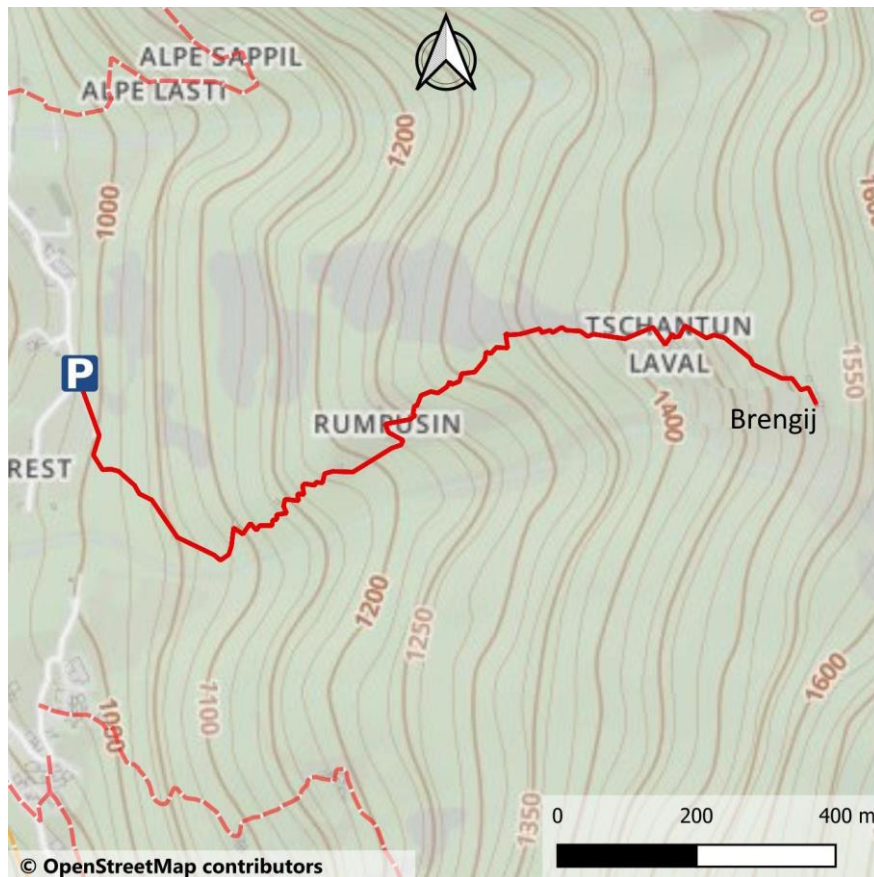 ALPE SAPPIL
ALPE LASTI
1200
1000
P
TSCHANTUN
LAVAL
1550
1400
Brengij
RUMPUSIN
REST
1200
1250
1600
1100
1000
1350
0 200 400 m
© OpenStreetMap contributors